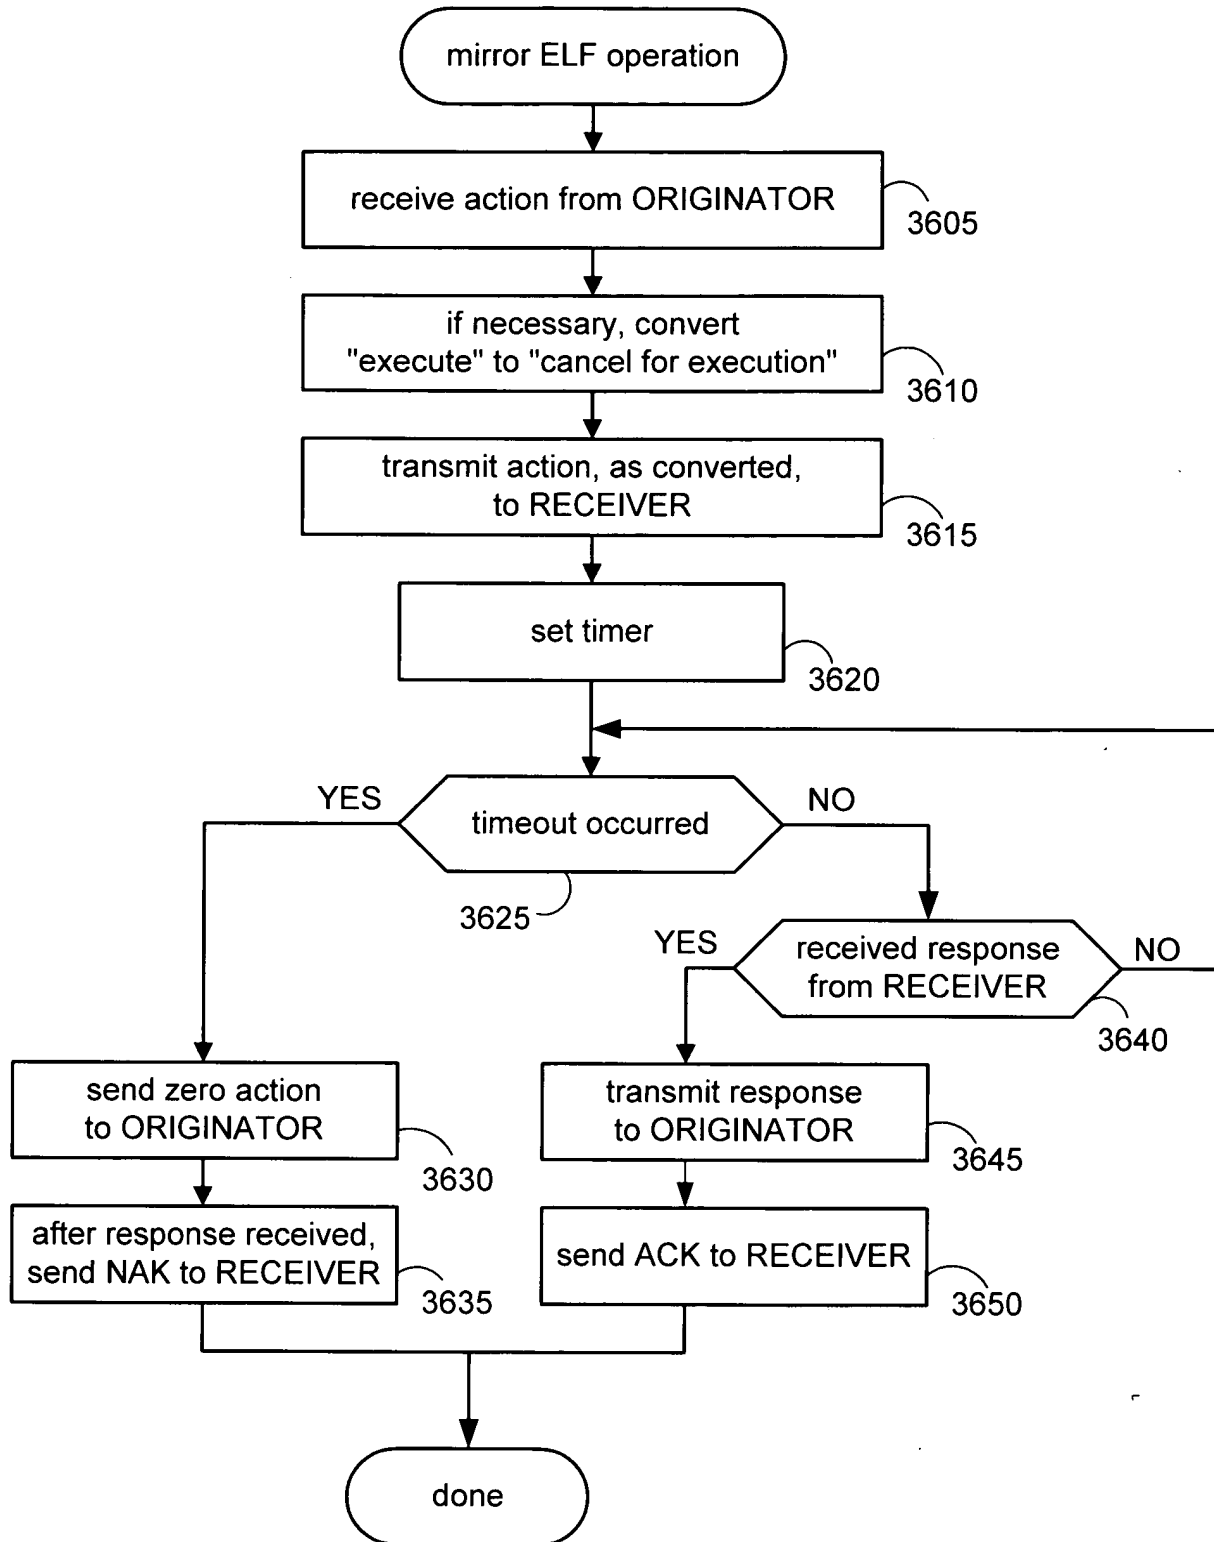 mirror ELF operation
receive action from ORIGINATOR
3605
if necessary, convert
"execute" to "cancel for execution"
3610
transmit action, as converted,
to RECEIVER
3615
set timer
3620
YES
timeout occurred
NO
3625
YES
received response
from RECEIVER
NO
3640
send zero action
to ORIGINATOR
3630
transmit response
to ORIGINATOR
3645
after response received,
send NAK to RECEIVER
3635
send ACK to RECEIVER
3650
done